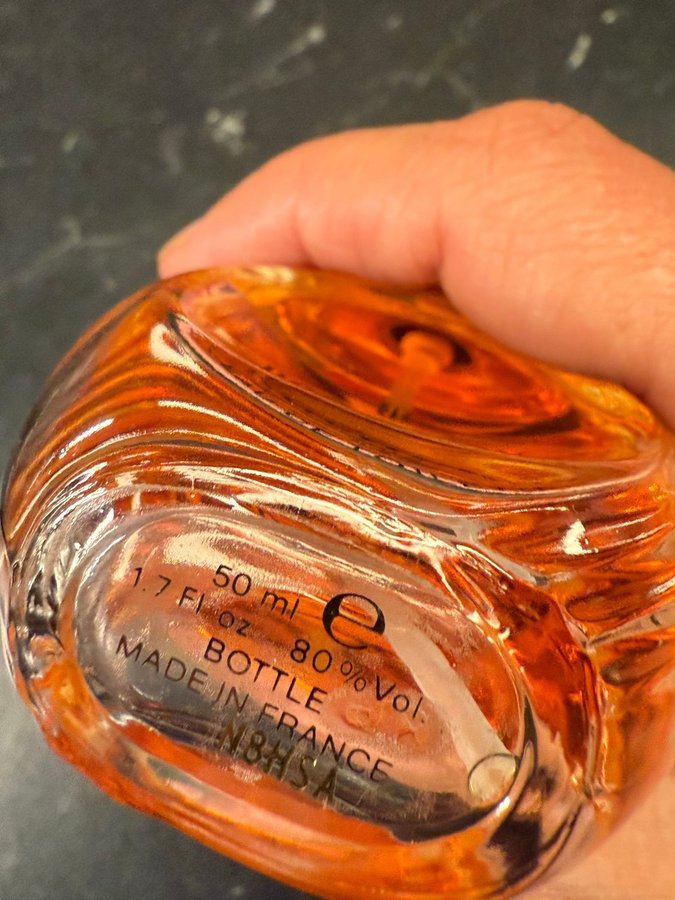 50 ml e
1.7 Fl oz 80 % Vol.
BOTTLE
MADE IN FRANCE
N8HSA